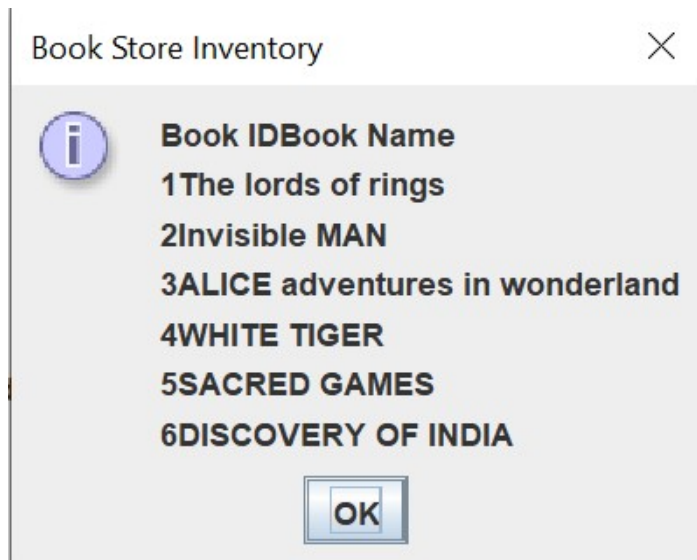 Book Store Inventory
Book IDBook Name
1The lords of rings
2Invisible MAN
3ALICE adventures in wonderland
4WHITE TIGER
5SACRED GAMES
6DISCOVERY OF INDIA
OK